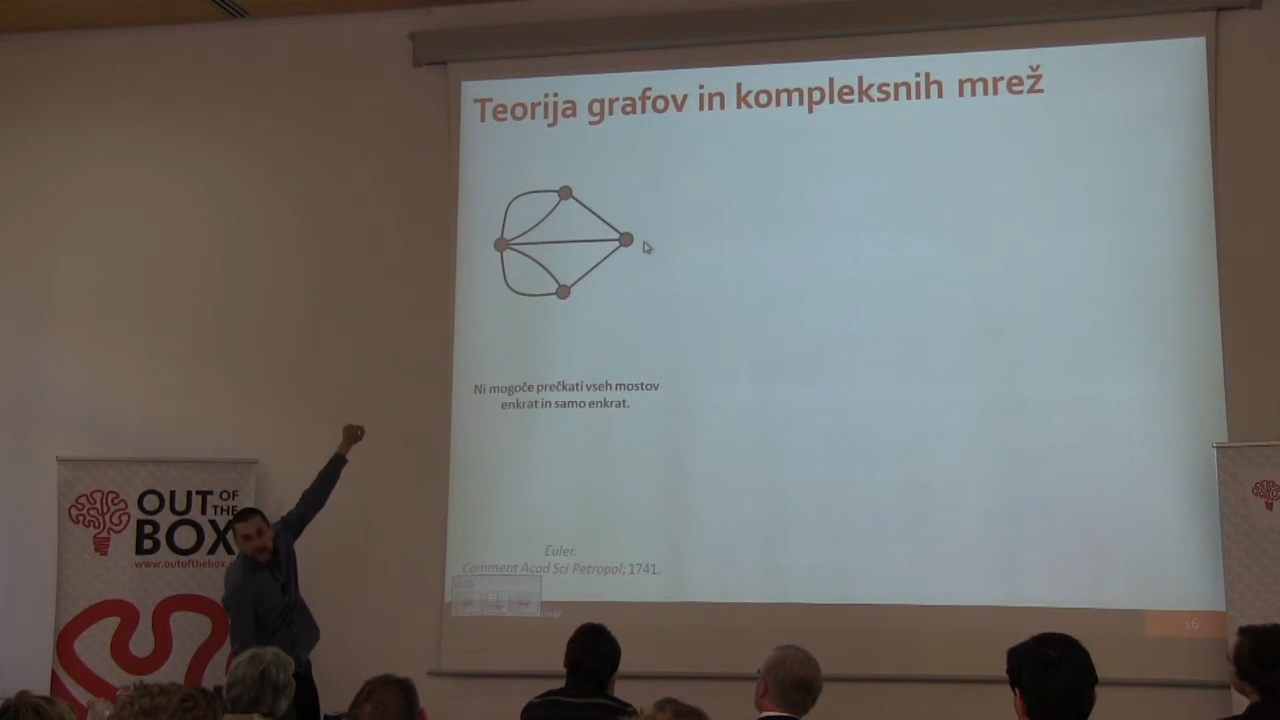 Teorija grafov in kompleksnih mrež
Ni mogoče prečkati vseh mostov
enkrat in samo enkrat.
Euler.
Comment Acad Sci Petropol; 1741.
16
OUT OF
THE
BOX
www.outofthebox.